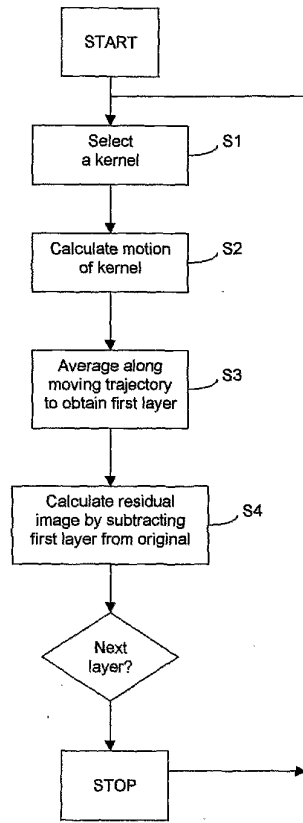 START
Select
a kernel
S1
Calculate motion
of kernel
S2
Average along
moving trajectory
to obtain first layer
S3
Calculate residual
image by subtracting
first layer from original
S4
Next
layer?
STOP